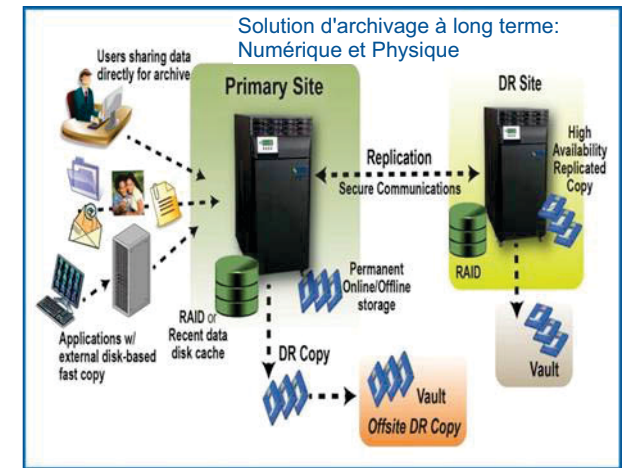 Solution d'archivage à long terme:
Numérique et Physique
Users sharing data
directly for archive
Primary Site
DR Site
High
Availability
Replicated
Copy
Replication
Secure Communications
RAID
Permanent
Online/Offline
storage
RAID or
Recent data
disk cache
Applications w/
external disk-based
fast copy
DR Copy
Vault
Offsite DR Copy
Vault